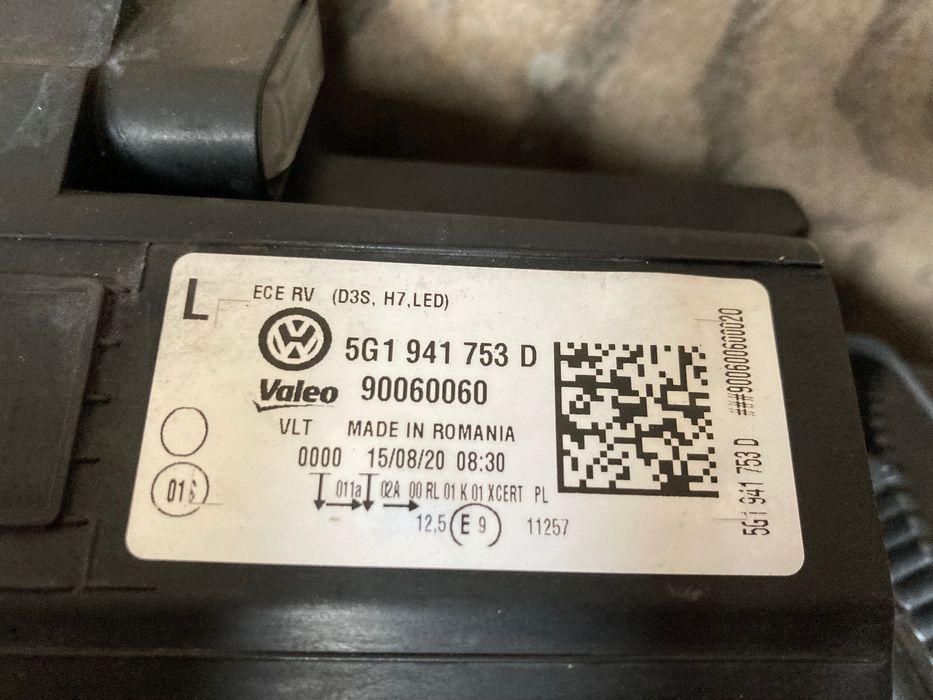 L
ECE RV (D3S, H7,LED)
5G1 941 753 D
Valeo 90060060
VLT MADE IN ROMANIA
0000 15/08/20 08:30
011a 02A 00 RL 01 K 01 XCERT PL
12,5 E 9 11257
5G1 941 753 D ###900600600020